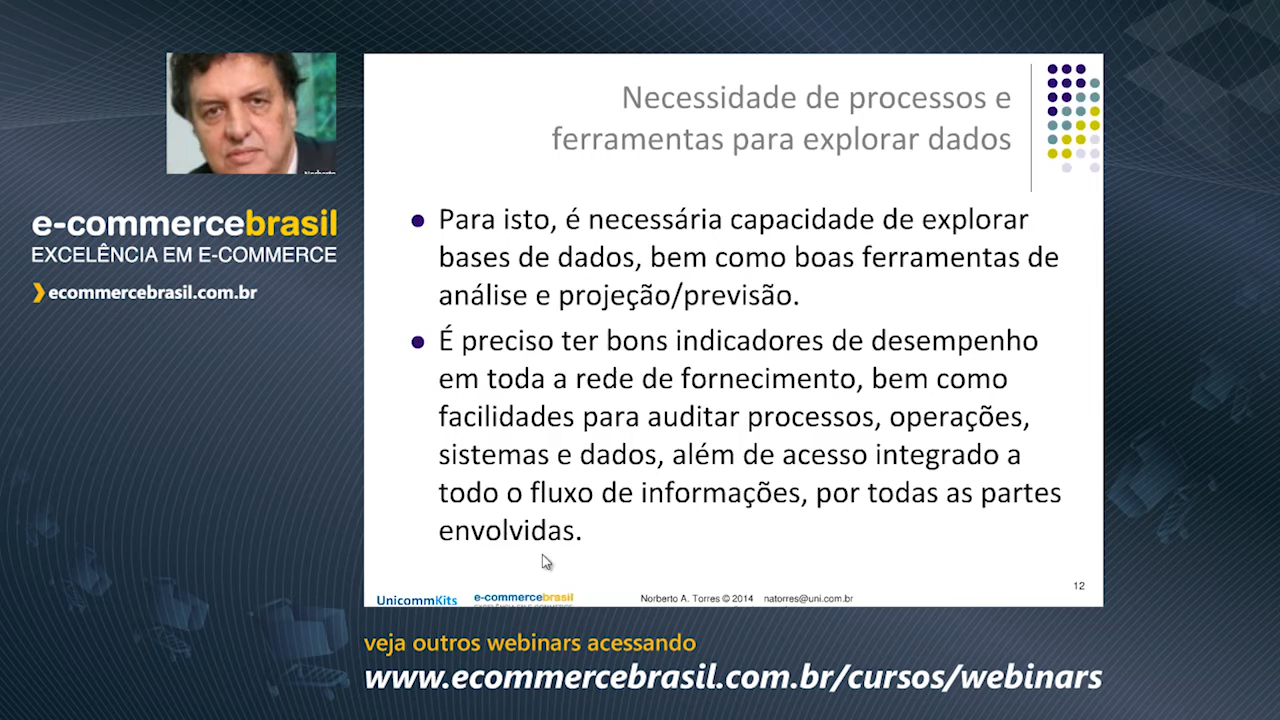 Norberto
e-commercebrasil
EXCELÊNCIA EM E-COMMERCE
ecommercebrasil.com.br
Necessidade de processos e
ferramentas para explorar dados
● Para isto, é necessária capacidade de explorar
bases de dados, bem como boas ferramentas de
análise e projeção/previsão.
● É preciso ter bons indicadores de desempenho
em toda a rede de fornecimento, bem como
facilidades para auditar processos, operações,
sistemas e dados, além de acesso integrado a
todo o fluxo de informações, por todas as partes
envolvidas.
12
UnicommKits
e-commercebrasil
EXCELÊNCIA EM E-COMMERCE
Norberto A. Torres © 2014 natorres@uni.com.br
veja outros webinars acessando
www.ecommercebrasil.com.br/cursos/webinars